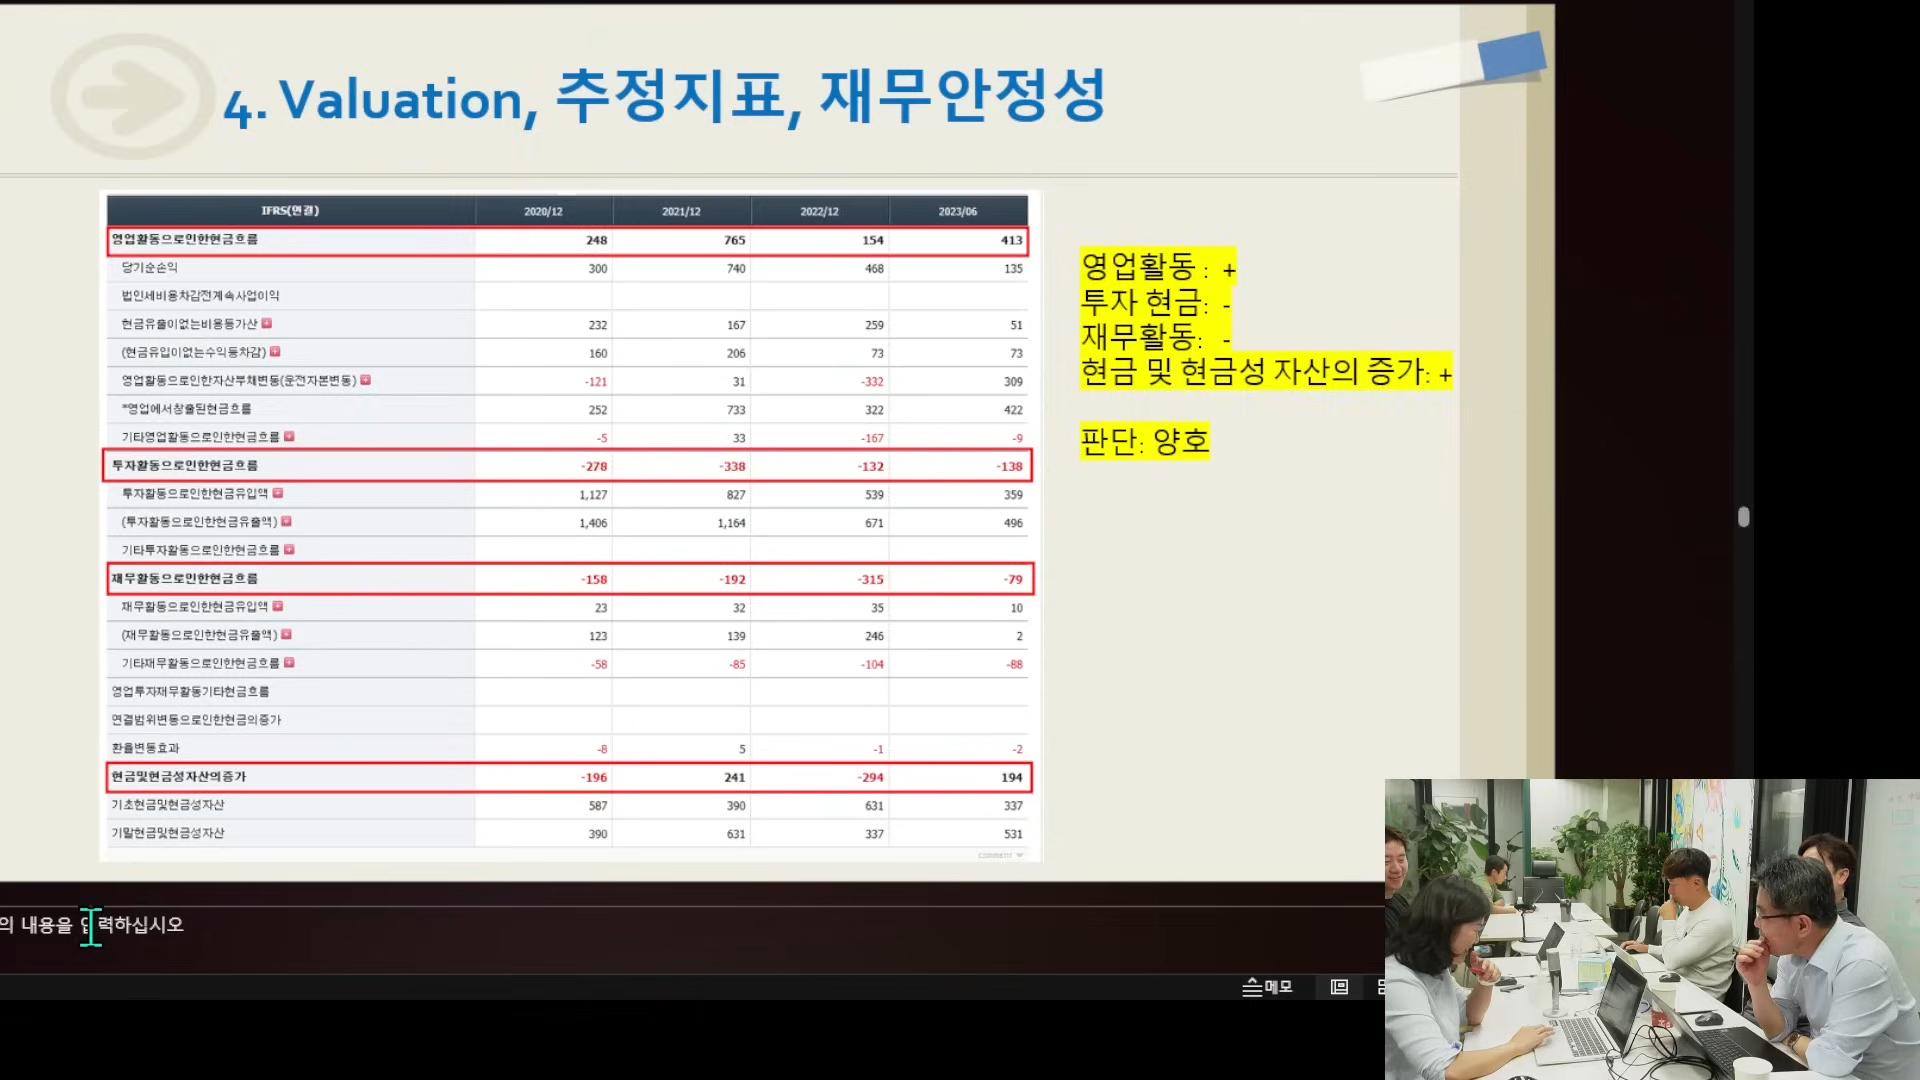 4. Valuation, 추정지표, 재무안정성
IFRS(연결) 2020/12 2021/12 2022/12 2023/06
영업활동으로인한현금흐름 248 765 154 413
당기순손익 300 740 468 135
법인세비용차감전계속사업이익
현금유출이없는비용등가산 232 167 259 51
(현금유입이없는수익등차감) 160 206 73 73
영업활동으로인한자산부채변동(운전자본변동) -121 31 -332 309
*영업에서창출된현금흐름 252 733 322 422
기타영업활동으로인한현금흐름 -5 33 -167 -9
투자활동으로인한현금흐름 -278 -338 -132 -138
투자활동으로인한현금유입액 1,127 827 539 359
(투자활동으로인한현금유출액) 1,406 1,164 671 496
기타투자활동으로인한현금흐름
재무활동으로인한현금흐름 -158 -192 -315 -79
재무활동으로인한현금유입액 23 32 35 10
(재무활동으로인한현금유출액) 123 139 246 2
기타재무활동으로인한현금흐름 -58 -85 -104 -88
영업투자재무활동기타현금흐름
연결범위변동으로인한현금의증가
환율변동효과 -8 5 -1 -2
현금및현금성자산의증가 -196 241 -294 194
기초현금및현금성자산 587 390 631 337
기말현금및현금성자산 390 631 337 531
영업활동 : +
투자 현금: -
재무활동: -
현금 및 현금성 자산의 증가: +
판단: 양호
의 내용을 입력하십시오
메모